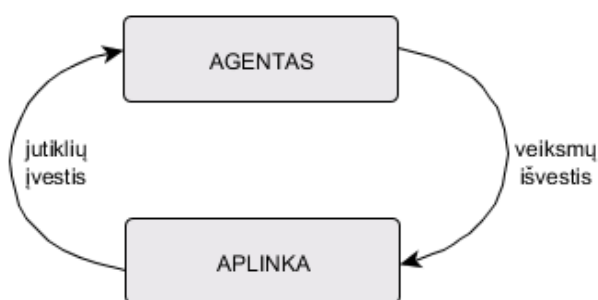 AGENTAS
jutiklių
įvestis
veiksmų
išvestis
APLINKA